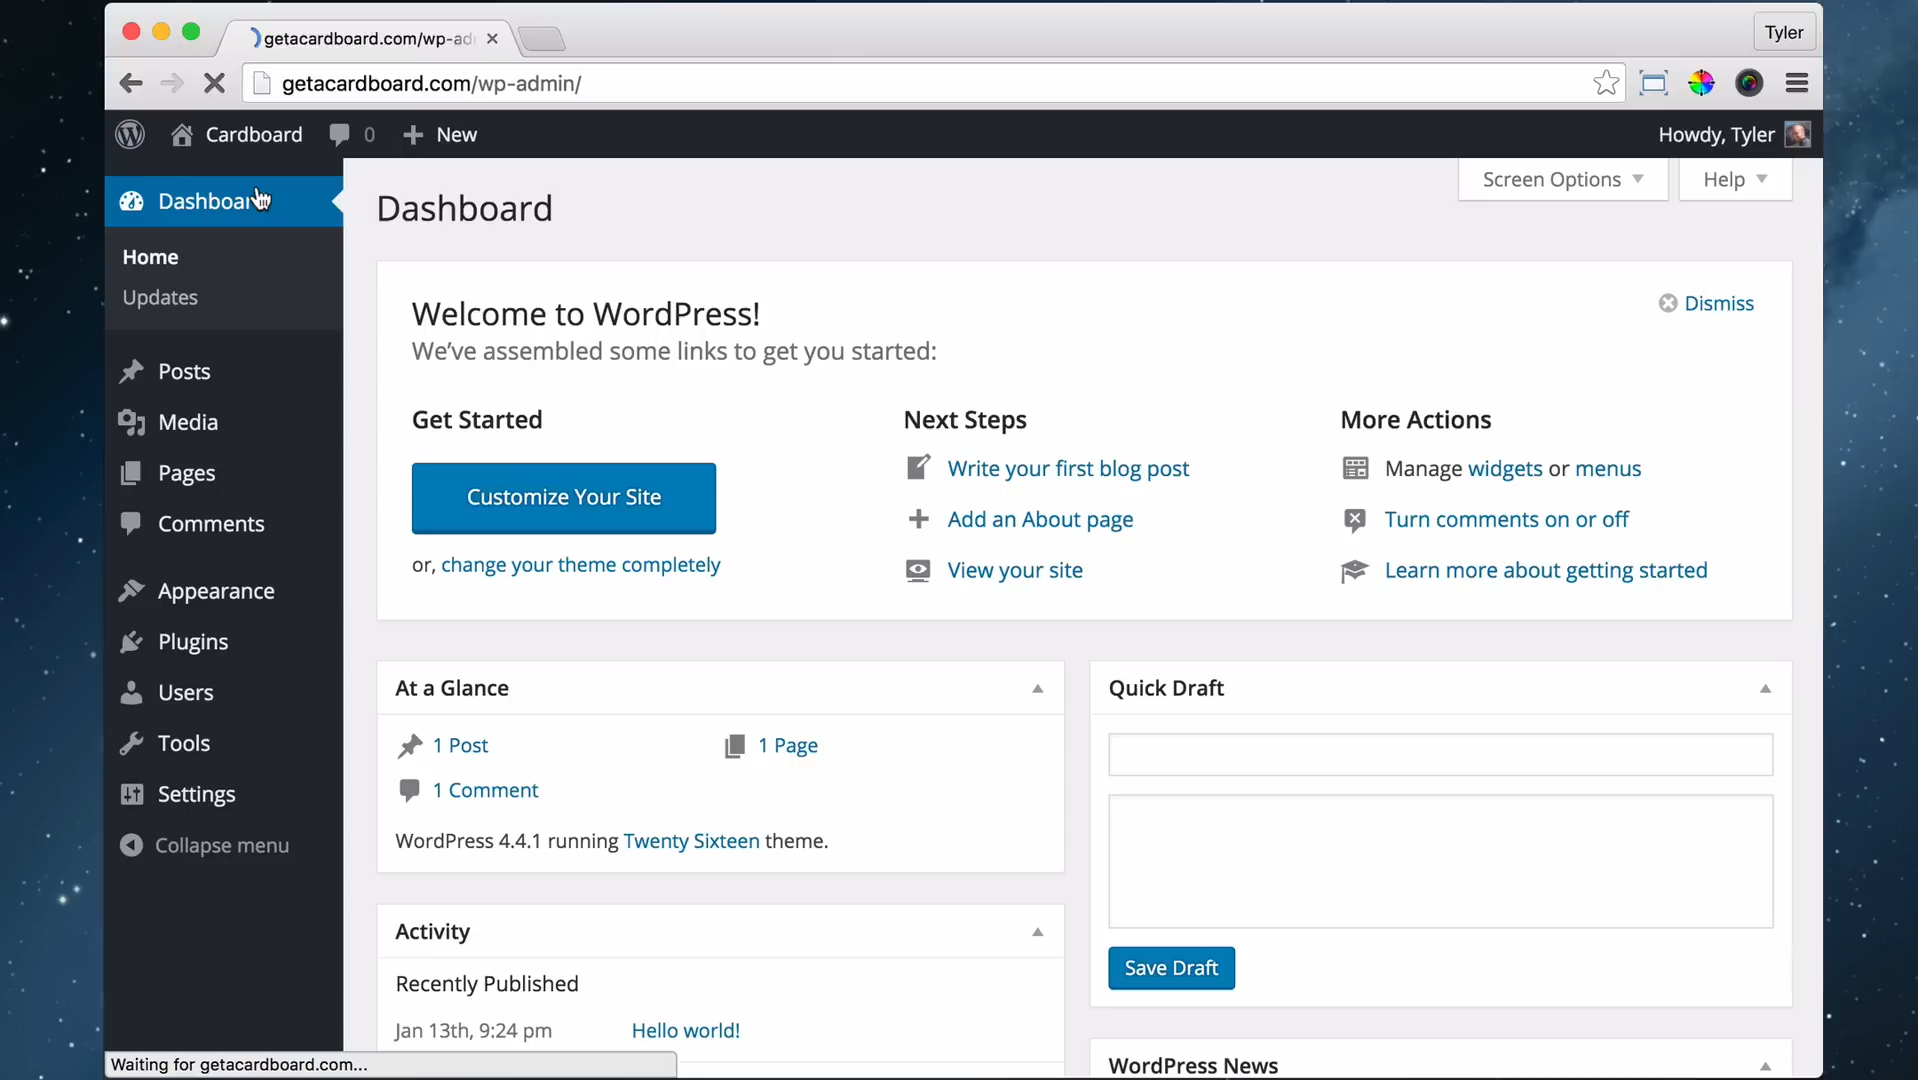 getacardboard.com/wp-ad
Tyler
getacardboard.com/wp-admin/
Cardboard 0 New
Howdy, Tyler
Dashboard
Home
Updates
Posts
Media
Pages
Comments
Appearance
Plugins
Users
Tools
Settings
Collapse menu
Screen Options
Help
Dashboard
Welcome to WordPress!
Dismiss
We've assembled some links to get you started:
Get Started
Customize Your Site
or, change your theme completely
Next Steps
Write your first blog post
Add an About page
View your site
More Actions
Manage widgets or menus
Turn comments on or off
Learn more about getting started
At a Glance
1 Post
1 Page
1 Comment
WordPress 4.4.1 running Twenty Sixteen theme.
Activity
Recently Published
Jan 13th, 9:24 pm Hello world!
Quick Draft
Save Draft
WordPress News
Waiting for getacardboard.com...